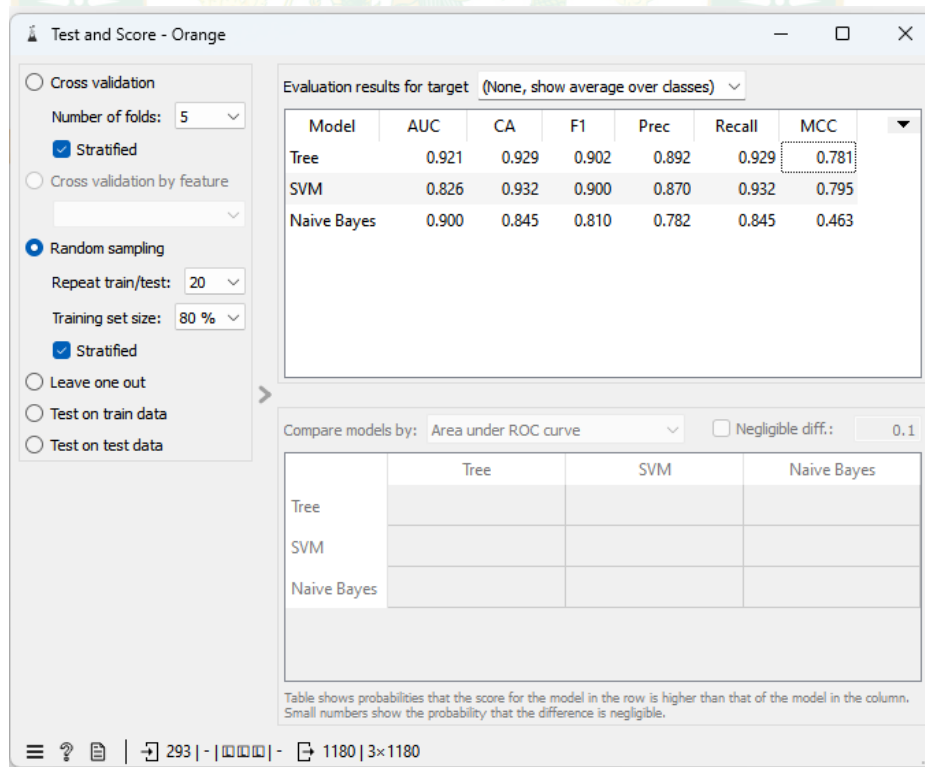 Test and Score - Orange
Cross validation
Number of folds: 5
Stratified
Cross validation by feature
Random sampling
Repeat train/test: 20
Training set size: 80 %
Stratified
Leave one out
Test on train data
Test on test data
Evaluation results for target (None, show average over classes)
Model AUC CA F1 Prec Recall MCC
Tree 0.921 0.929 0.902 0.892 0.929 0.781
SVM 0.826 0.932 0.900 0.870 0.932 0.795
Naive Bayes 0.900 0.845 0.810 0.782 0.845 0.463
Compare models by: Area under ROC curve Negligible diff.: 0.1
Tree SVM Naive Bayes
Tree
SVM
Naive Bayes
Table shows probabilities that the score for the model in the row is higher than that of the model in the column.
Small numbers show the probability that the difference is negligible.
293 | - | | - 1180 | 3×1180